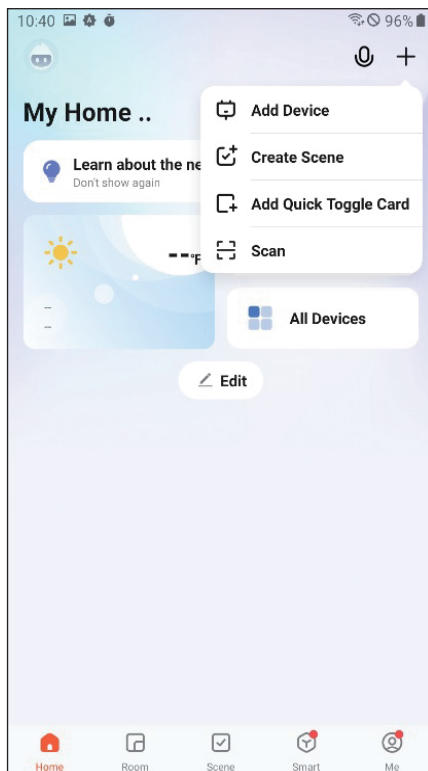 10:40 96%
My Home ..
Add Device
Learn about the ne
Create Scene
Don't show again
Add Quick Toggle Card
--°F
Scan
--
--
All Devices
Edit
Home Room Scene Smart Me